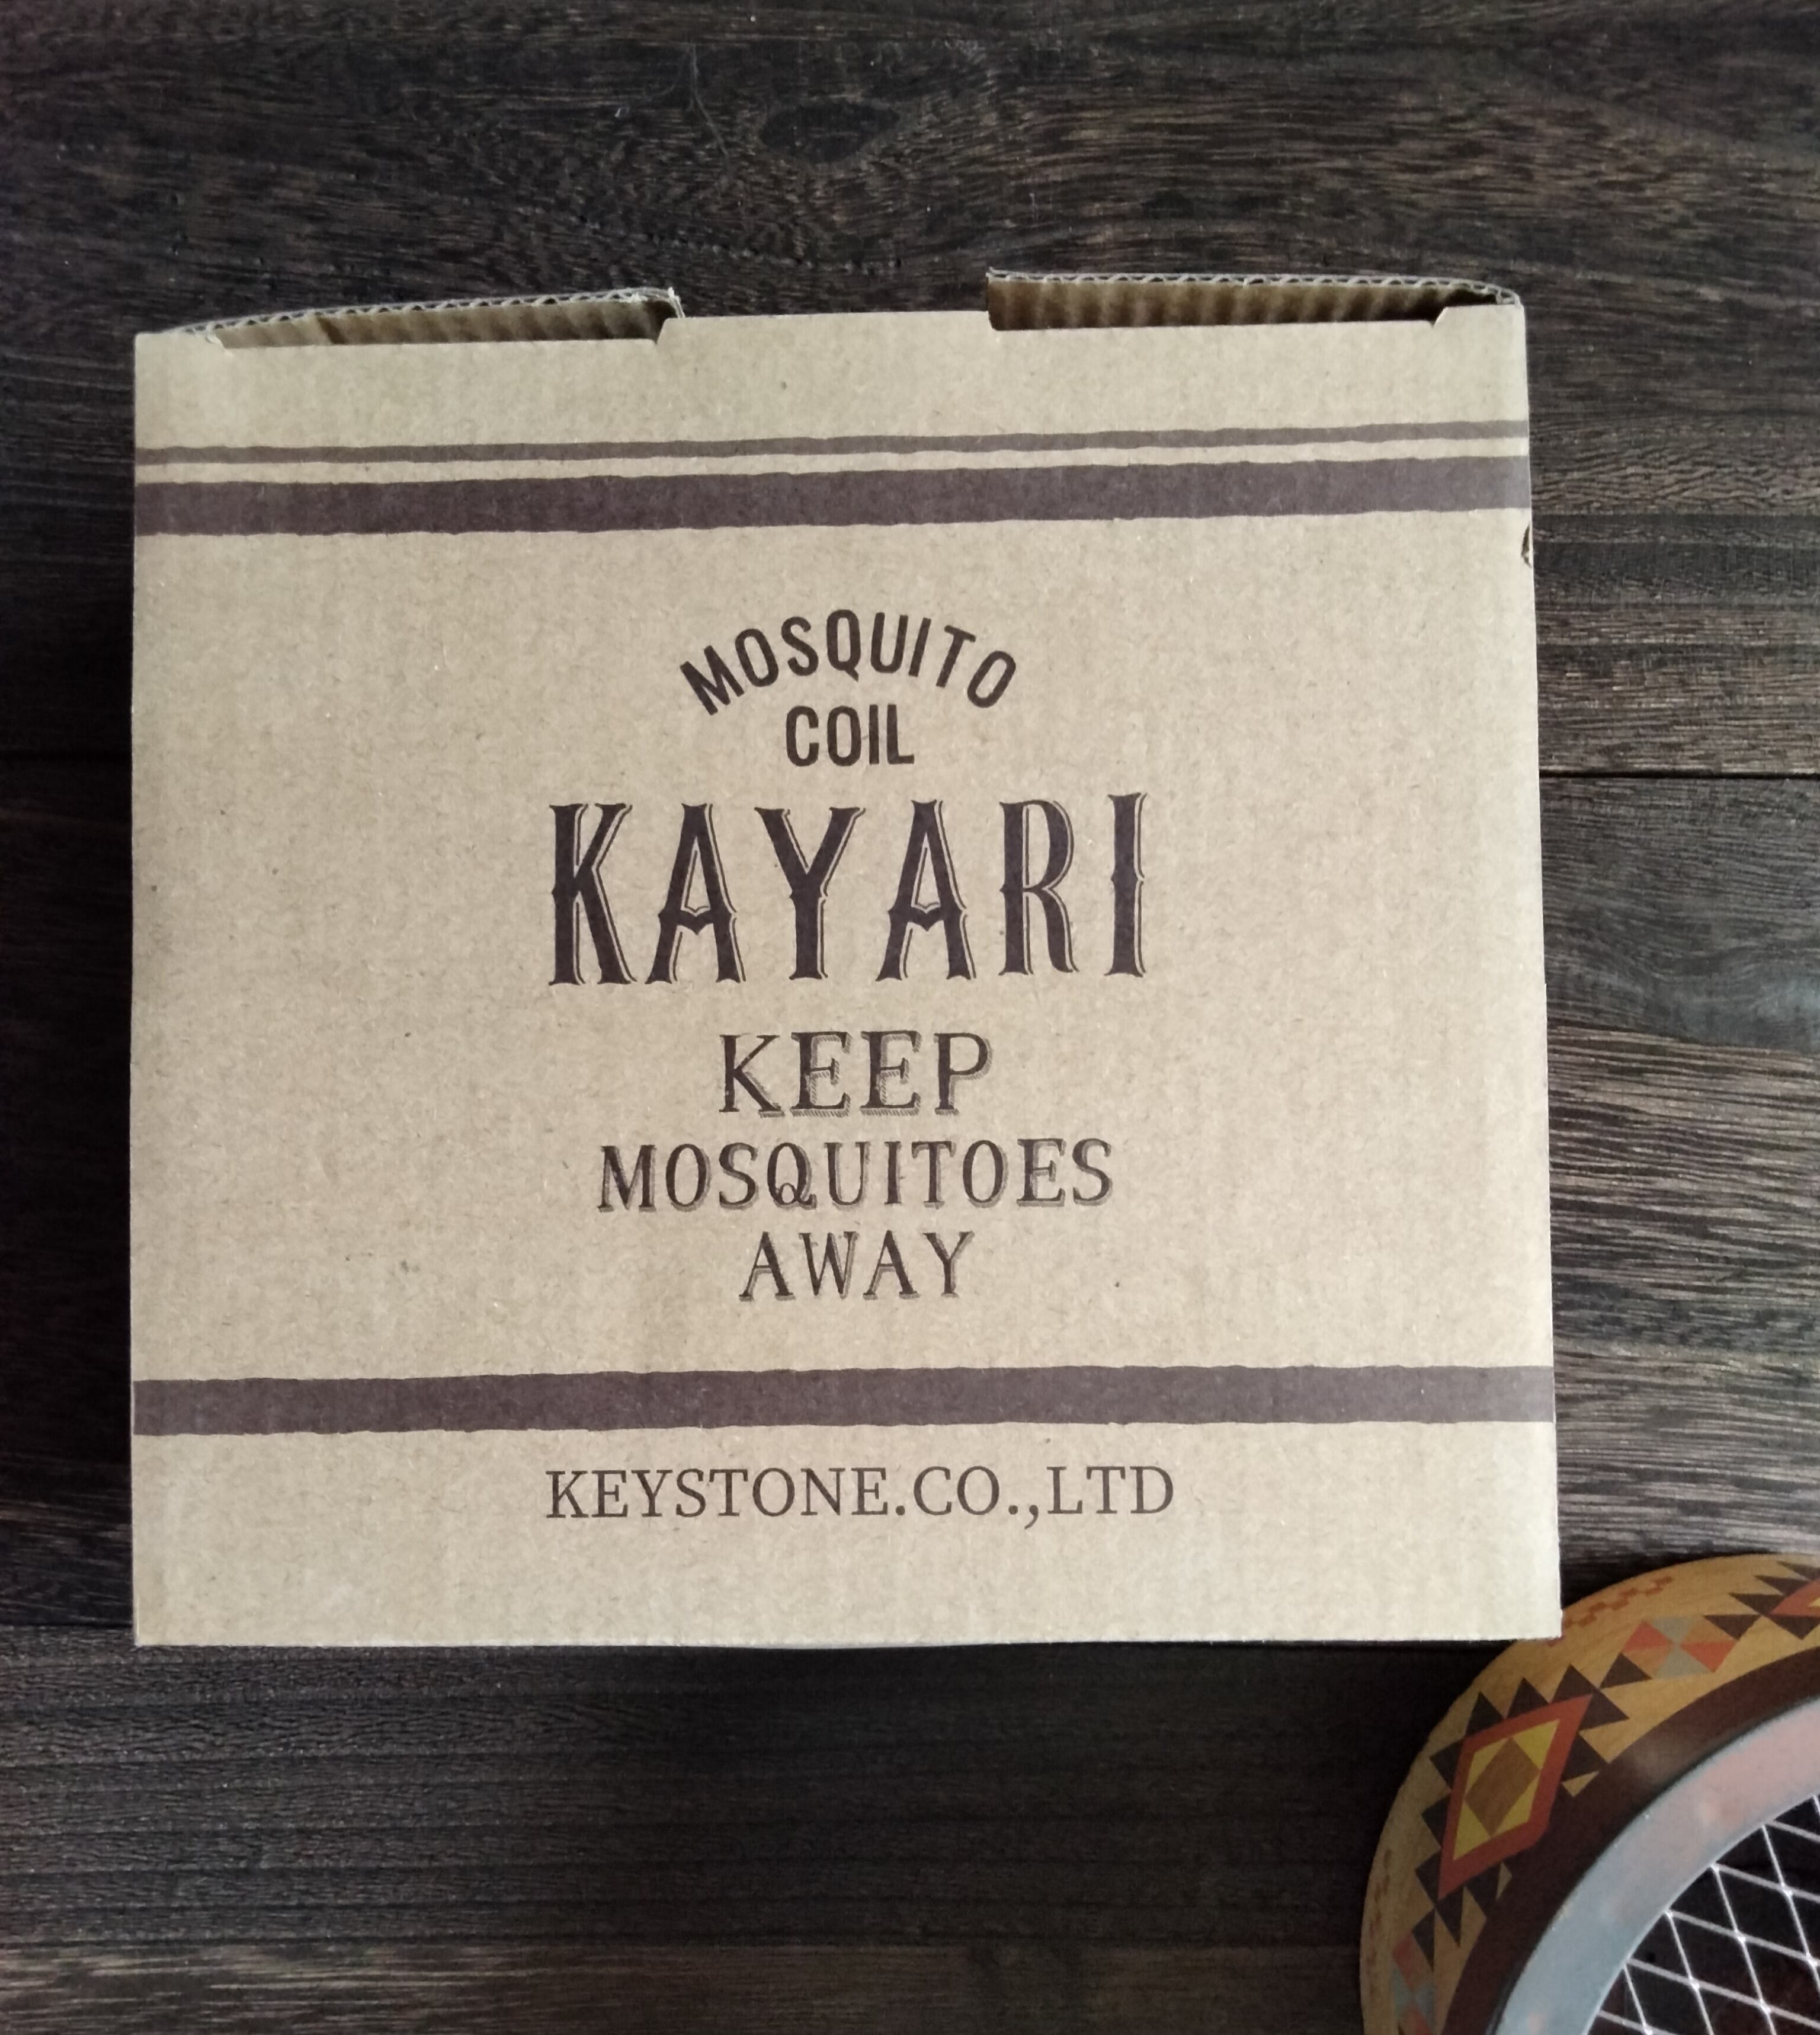 MOSQUITO
COIL
KAYARI
KEEP
MOSQUITOES
AWAY
KEYSTONE.CO.,LTD